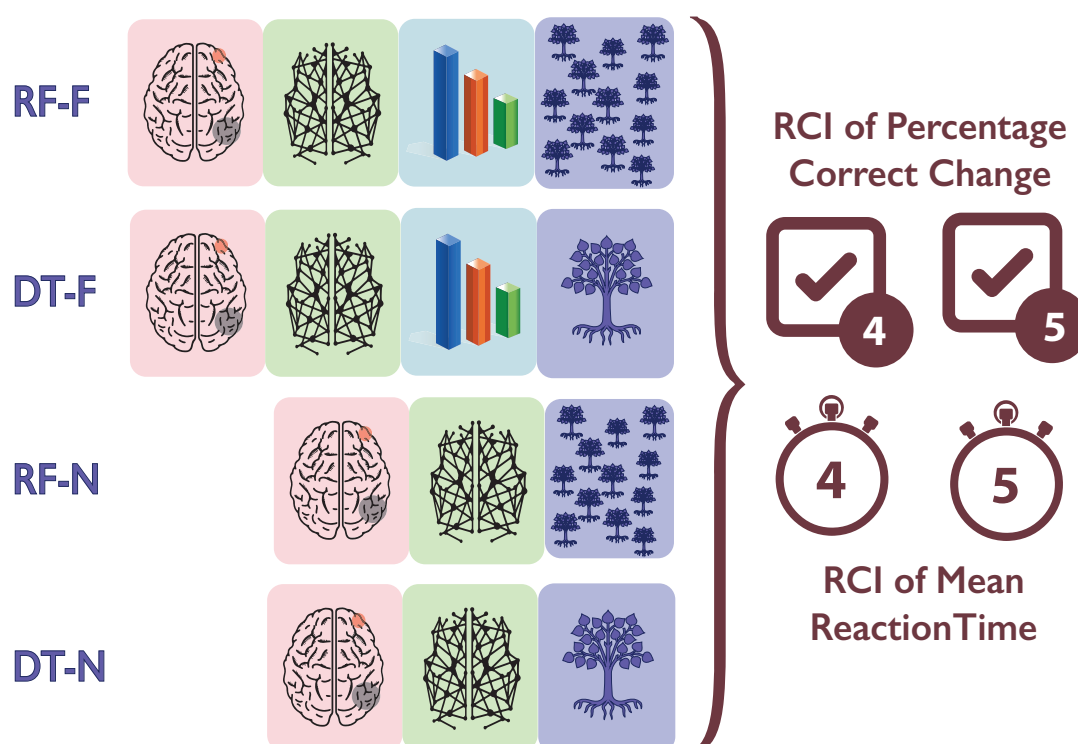 RF-F
DT-F
RF-N
DT-N
RCI of Percentage
Correct Change
4
5
4
5
RCI of Mean
ReactionTime